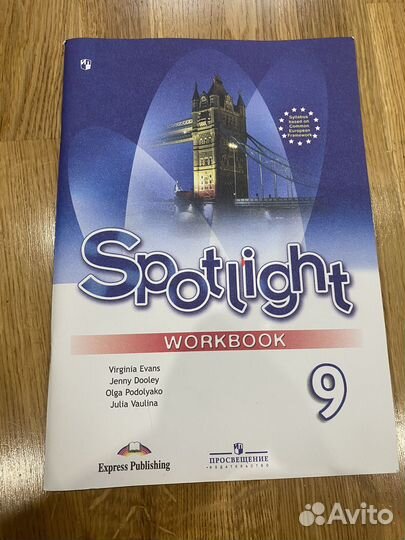 Syllabus
based on
Common
European
Framework
Spotlight
WORKBOOK
Virginia Evans
Jenny Dooley
Olga Podolyako
Julia Vaulina
9
Express Publishing
ПРОСВЕЩЕНИЕ
ИЗДАТЕЛЬСТВО
Avito